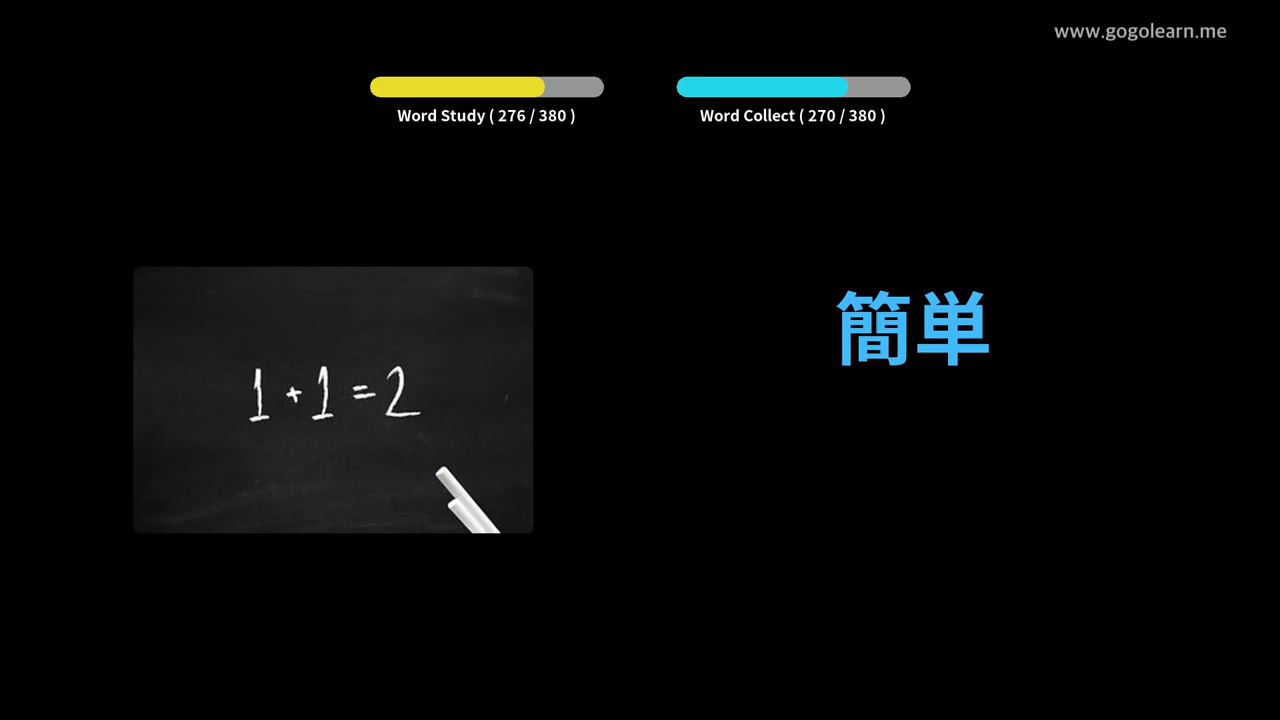 www.gogolearn.me
Word Study ( 276 / 380 )
Word Collect ( 270 / 380 )
簡単
1 + 1 = 2